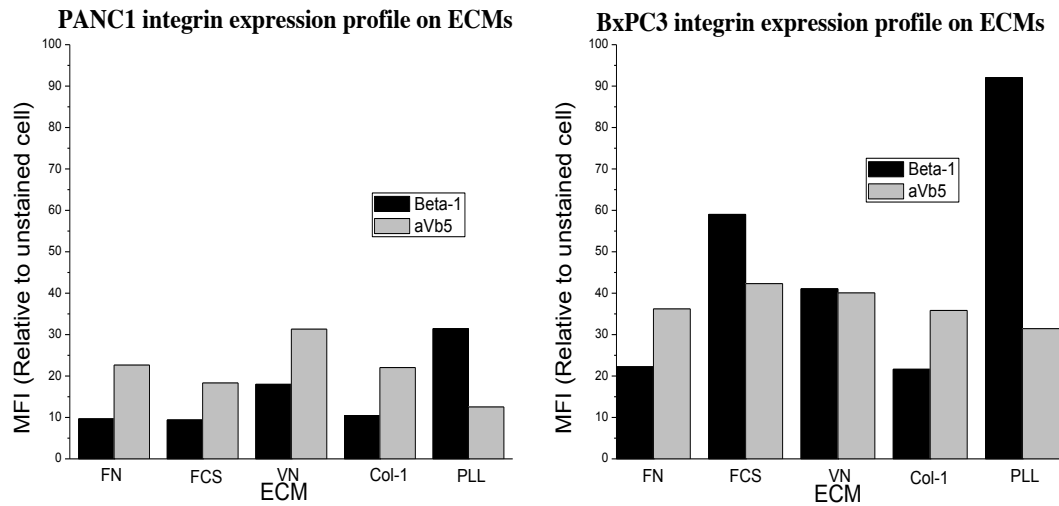 PANC1 integrin expression profile on ECMs
MFI (Relative to unstained cell)
100
90
80
70
60
50
40
30
20
10
0
Beta-1
aVb5
FN
FCS
VN
Col-1
PLL
ECM
BxPC3 integrin expression profile on ECMs
MFI (Relative to unstained cell)
100
90
80
70
60
50
40
30
20
10
0
Beta-1
aVb5
FN
FCS
VN
Col-1
PLL
ECM